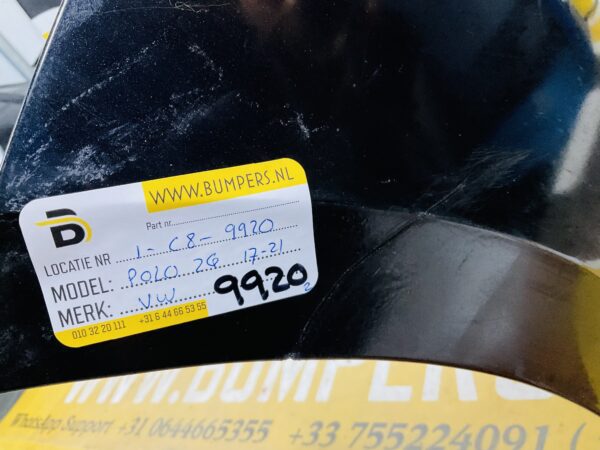 WWW.BUMPERS.NL
Part nr
LOCATIE NR 1- C8- 9920
MODEL: POLO 2G 17-21
MERK: VW 9920 2
010 32 20 111 +31 6 44 66 53 55
WWW.BUMPERS
WhatsApp Support +31 0644665355 +33 755224091 (